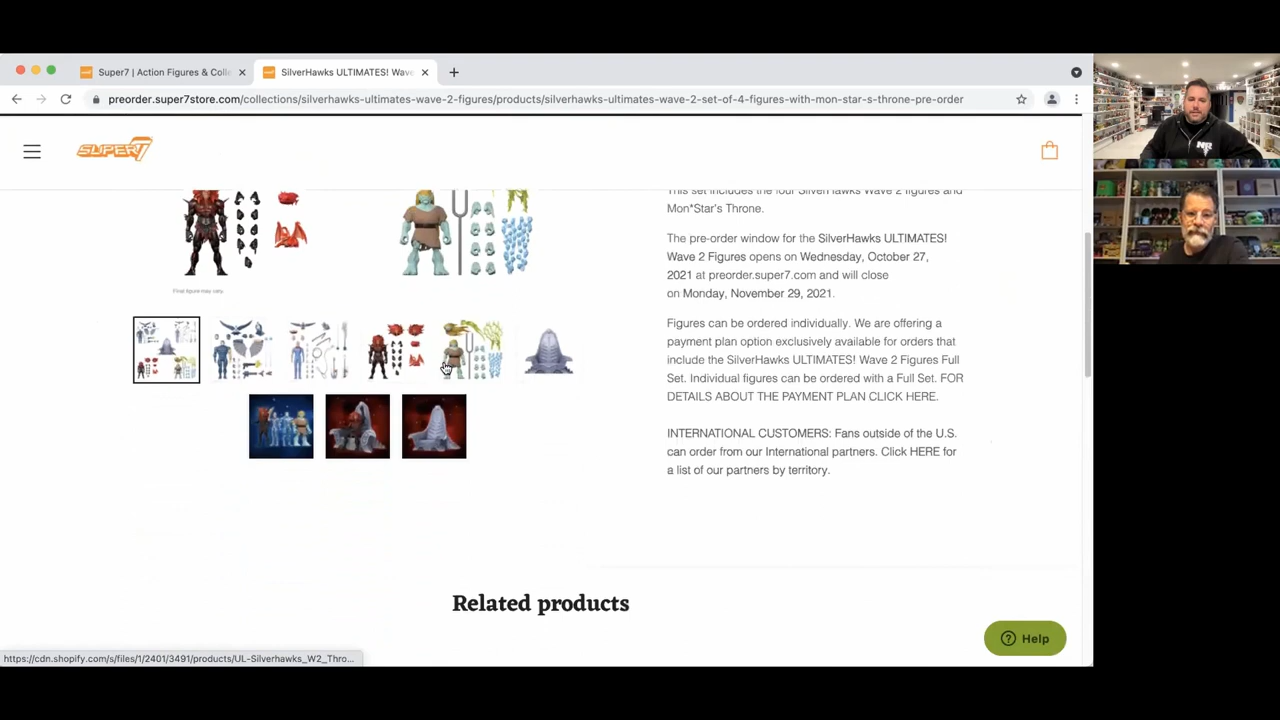 Super7 | Action Figures & Colle
SilverHawks ULTIMATES! Wave
preorder.super7store.com/collections/silverhawks-ultimates-wave-2-figures/products/silverhawks-ultimates-wave-2-set-of-4-figures-with-mon-star-s-throne-pre-order
SUPER7
This set includes the four SilverHawks Wave 2 figures and
Mon*Star's Throne.
The pre-order window for the SilverHawks ULTIMATES!
Wave 2 Figures opens on Wednesday, October 27,
2021 at preorder.super7.com and will close
on Monday, November 29, 2021.
Final figure may vary.
Figures can be ordered individually. We are offering a
payment plan option exclusively available for orders that
include the SilverHawks ULTIMATES! Wave 2 Figures Full
Set. Individual figures can be ordered with a Full Set. FOR
DETAILS ABOUT THE PAYMENT PLAN CLICK HERE.
INTERNATIONAL CUSTOMERS: Fans outside of the U.S.
can order from our International partners. Click HERE for
a list of our partners by territory.
Related products
? Help
https://cdn.shopify.com/s/files/1/2401/3491/products/UL-Silverhawks_W2_Thro...